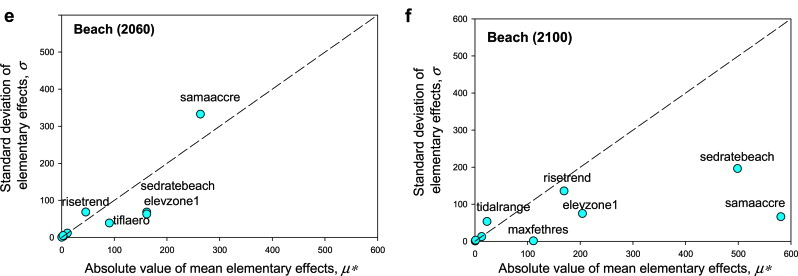 e
Beach (2060)
Standard deviation of
elementary effects, σ
500
400
300
200
100
0
samaaccre
sedratebeach
elevzone1
risetrend
tiflaero
0
100
200
300
400
500
600
Absolute value of mean elementary effects, μ*
f
Beach (2100)
Standard deviation of
elementary effects, σ
600
500
400
300
200
100
0
sedratebeach
risetrend
samaaccre
elevzone1
tidalrange
maxfethres
0
100
200
300
400
500
600
Absolute value of mean elementary effects, μ*